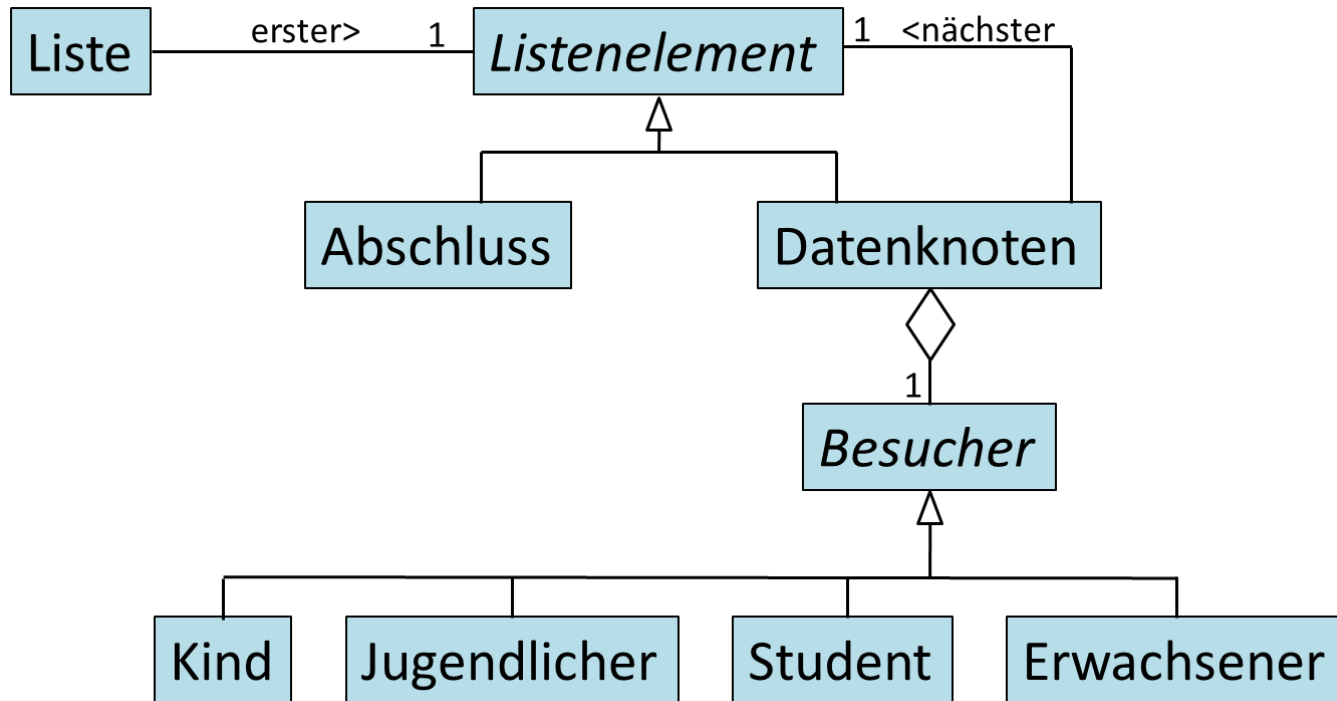 Liste
erster>
1
Listenelement
1
<nächster
Abschluss
Datenknoten
1
Besucher
Kind
Jugendlicher
Student
Erwachsener